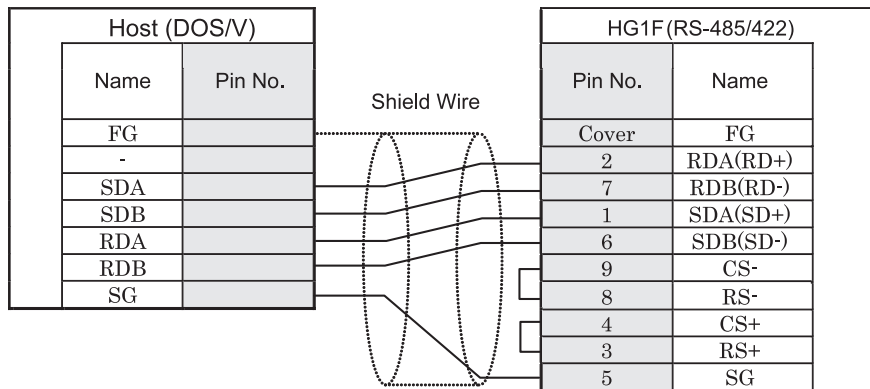 Host (DOS/V)
HG1F(RS-485/422)
Name Pin No.
Shield Wire
Pin No. Name
FG
Cover FG
-
2 RDA(RD+)
SDA
7 RDB(RD-)
SDB
1 SDA(SD+)
RDA
6 SDB(SD-)
RDB
9 CS-
SG
8 RS-
4 CS+
3 RS+
5 SG